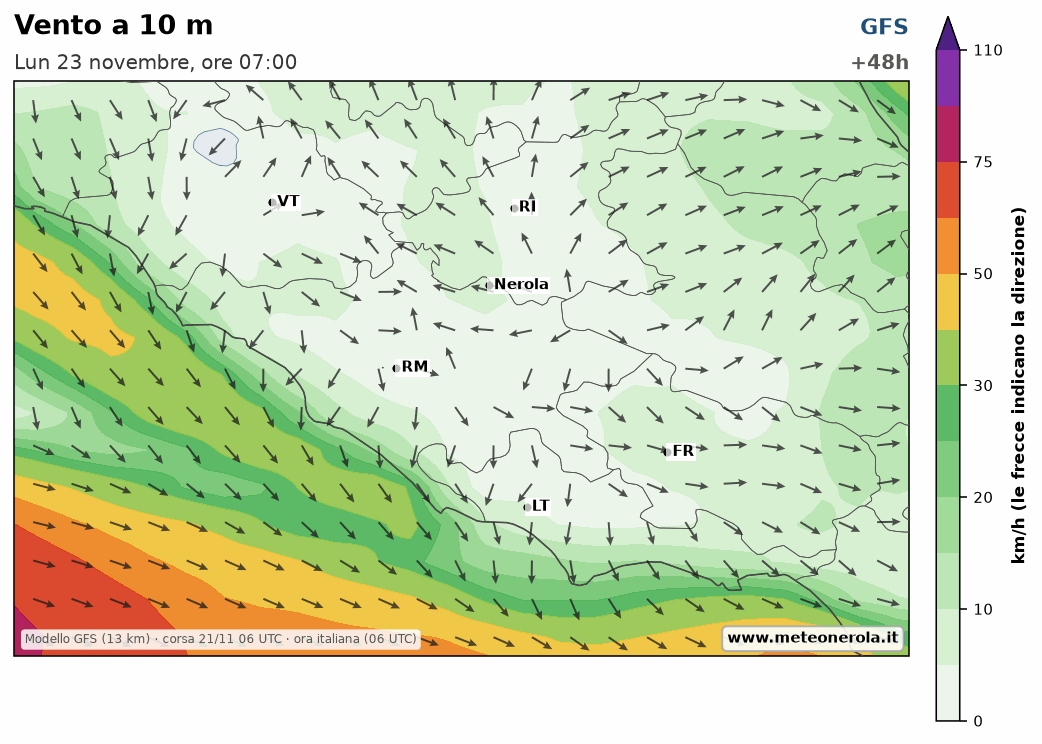 Vento a 10 m
GFS
Lun 23 novembre, ore 07:00
+48h
110
75
50
30
20
10
0
km/h (le frecce indicano la direzione)
VT
RI
Nerola
RM
FR
LT
Modello GFS (13 km) · corsa 21/11 06 UTC · ora italiana (06 UTC)
www.meteonerola.it